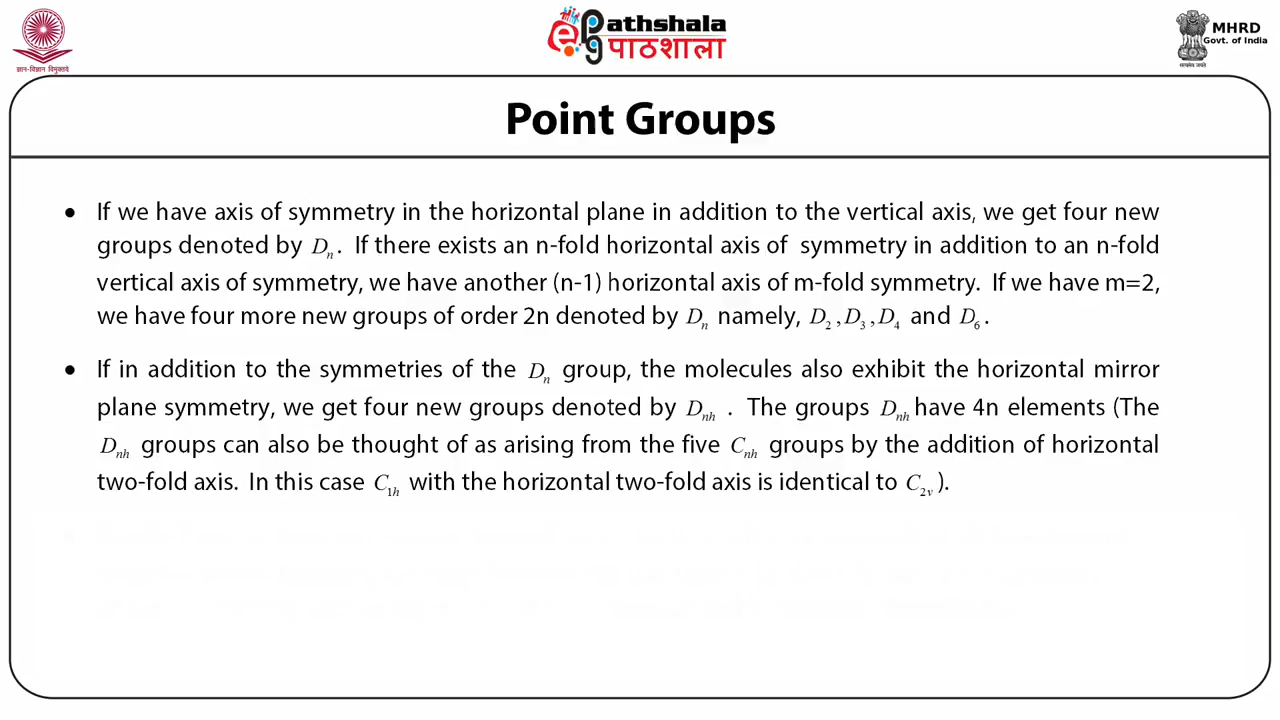 ज्ञान-विज्ञान विमुक्तये
ePG Pathshala
पाठशाला
MHRD
Govt. of India
सत्यमेव जयते
Point Groups
• If we have axis of symmetry in the horizontal plane in addition to the vertical axis, we get four new
groups denoted by Dn. If there exists an n-fold horizontal axis of symmetry in addition to an n-fold
vertical axis of symmetry, we have another (n-1) horizontal axis of m-fold symmetry. If we have m=2,
we have four more new groups of order 2n denoted by Dn namely, D2 ,D3 ,D4 and D6 .
• If in addition to the symmetries of the Dn group, the molecules also exhibit the horizontal mirror
plane symmetry, we get four new groups denoted by Dnh . The groups Dnh have 4n elements (The
Dnh groups can also be thought of as arising from the five Cnh groups by the addition of horizontal
two-fold axis. In this case C1h with the horizontal two-fold axis is identical to C2v ).